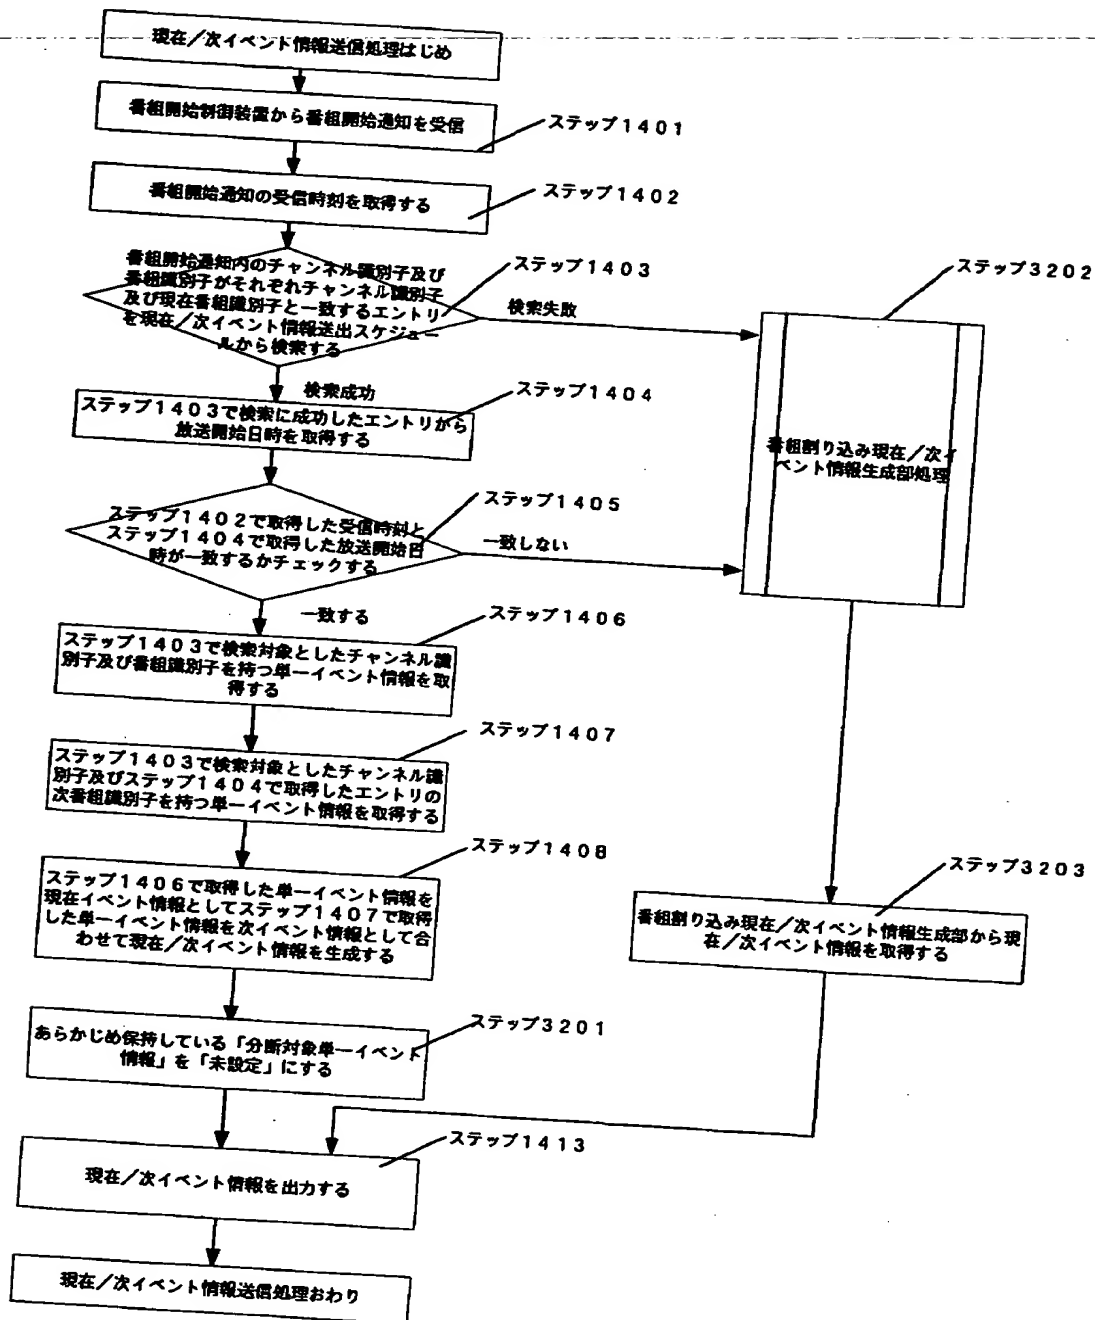 現在／次イベント情報送信処理はじめ
番組開始制御装置から番組開始通知を受信
ステップ１４０１
番組開始通知の受信時刻を取得する
ステップ１４０２
番組開始通知内のチャンネル識別子及び
番組識別子がそれぞれチャンネル識別子
及び現在番組識別子と一致するエントリ
を現在／次イベント情報送出スケジュー
ルから検索する
ステップ１４０３
検索失敗
ステップ３２０２
検索成功
ステップ１４０３で検索に成功したエントリから
放送開始日時を取得する
ステップ１４０４
番組割り込み現在／次イ
ベント情報生成部処理
ステップ１４０２で取得した受信時刻と
ステップ１４０４で取得した放送開始日
時が一致するかチェックする
ステップ１４０５
一致しない
一致する
ステップ１４０３で検索対象としたチャンネル識
別子及び番組識別子を持つ単一イベント情報を取
得する
ステップ１４０６
ステップ１４０３で検索対象としたチャンネル識
別子及びステップ１４０４で取得したエントリの
次番組識別子を持つ単一イベント情報を取得する
ステップ１４０７
ステップ１４０６で取得した単一イベント情報を
現在イベント情報としてステップ１４０７で取得
した単一イベント情報を次イベント情報として合
わせて現在／次イベント情報を生成する
ステップ１４０８
番組割り込み現在／次イベント情報生成部から現
在／次イベント情報を取得する
ステップ３２０３
あらかじめ保持している「分断対象単一イベント
情報」を「未設定」にする
ステップ３２０１
現在／次イベント情報を出力する
ステップ１４１３
現在／次イベント情報送信処理おわり